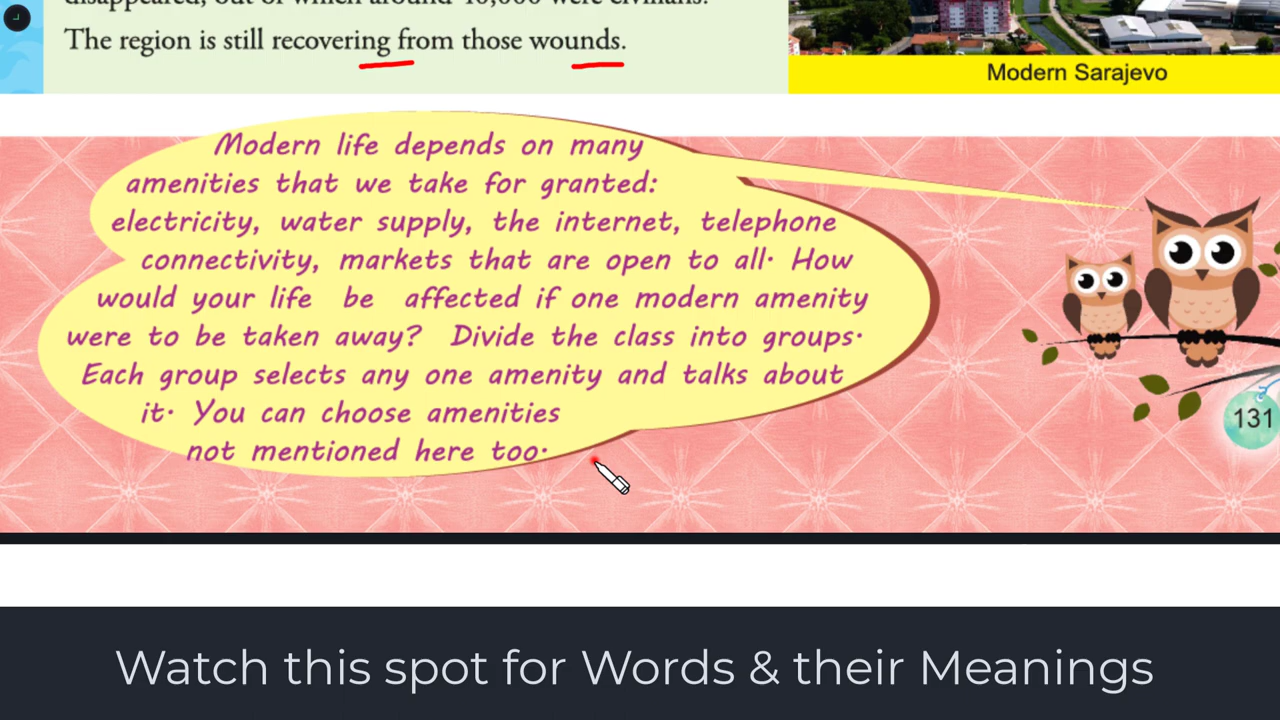 The region is still recovering from those wounds.
Modern Sarajevo
Modern life depends on many
amenities that we take for granted:
electricity, water supply, the internet, telephone
connectivity, markets that are open to all. How
would your life be affected if one modern amenity
were to be taken away? Divide the class into groups.
Each group selects any one amenity and talks about
it. You can choose amenities
not mentioned here too.
131
Watch this spot for Words & their Meanings